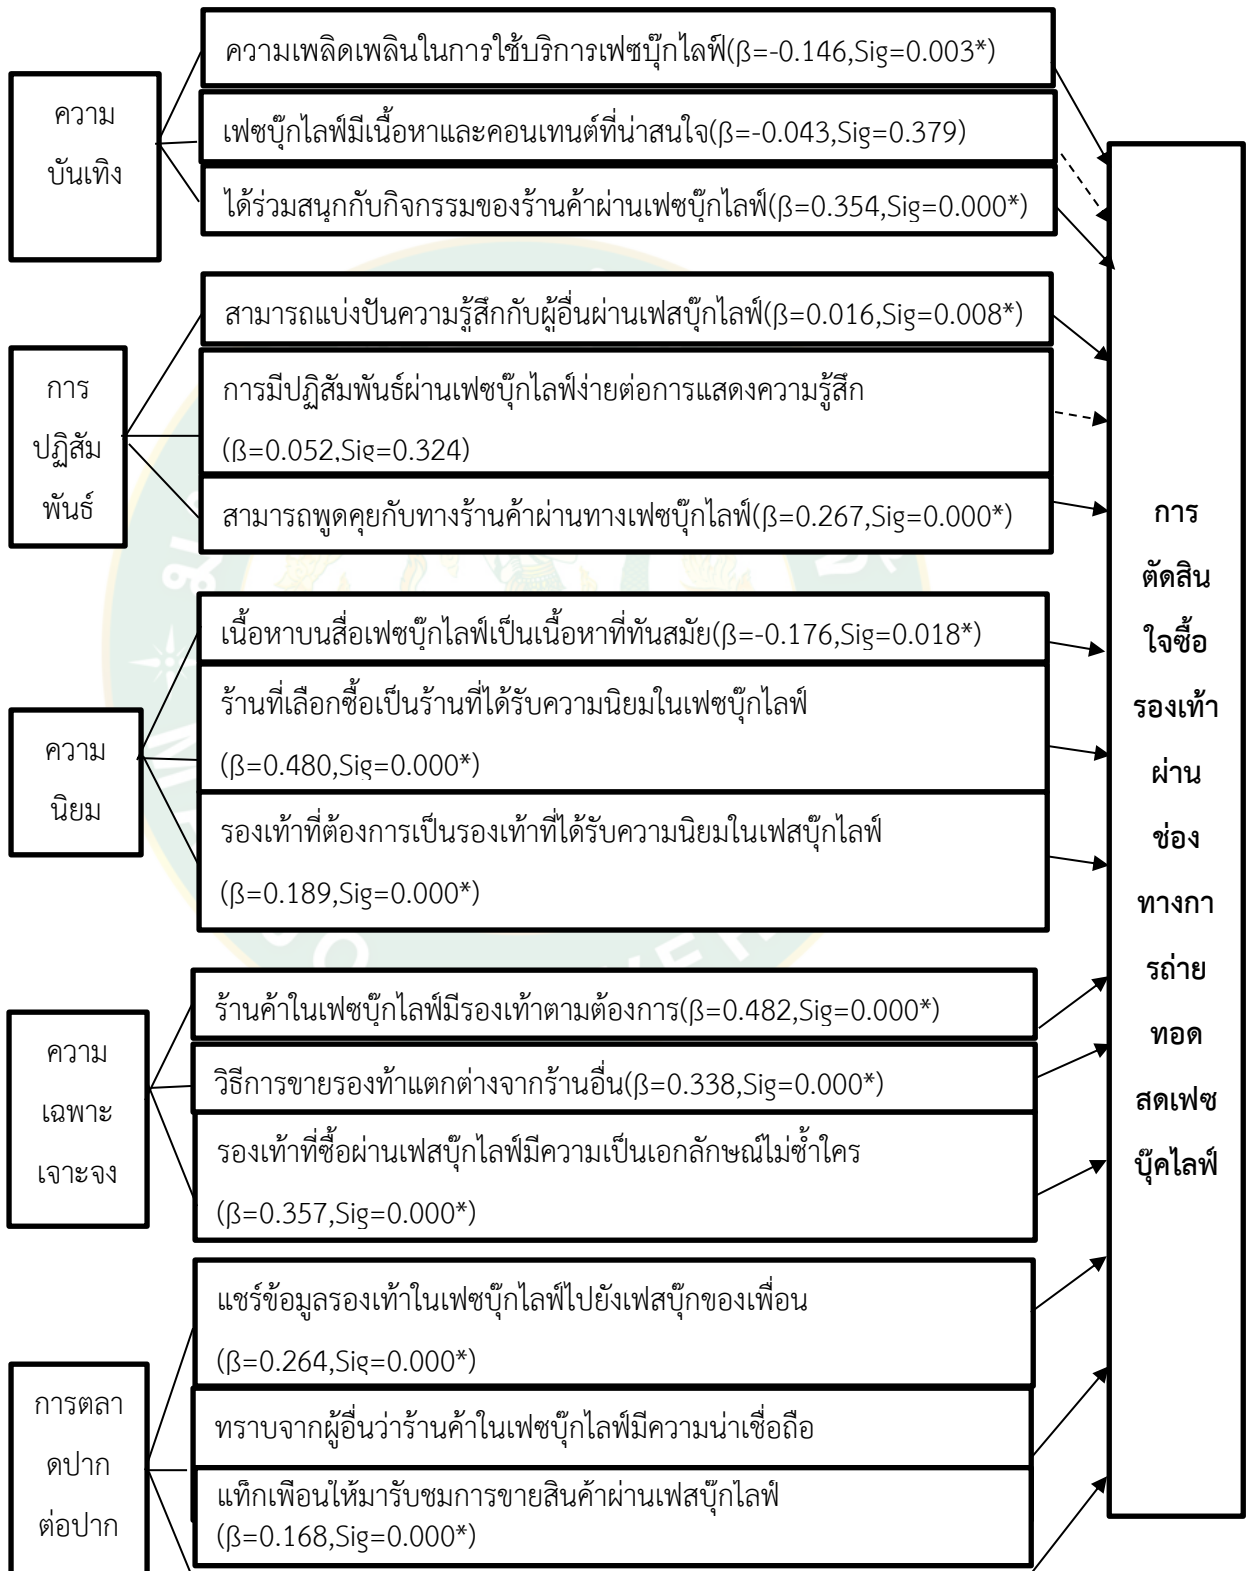 ความ
บันเทิง
ความเพลิดเพลินในการใช้บริการเฟซบุ๊กไลฟ์(β=-0.146,Sig=0.003*)
เฟซบุ๊กไลฟ์มีเนื้อหาและคอนเทนต์ที่น่าสนใจ(β=-0.043,Sig=0.379)
ได้ร่วมสนุกกับกิจกรรมของร้านค้าผ่านเฟซบุ๊กไลฟ์(β=0.354,Sig=0.000*)
การ
ปฏิสัม
พันธ์
สามารถแบ่งปันความรู้สึกกับผู้อื่นผ่านเฟสบุ๊กไลฟ์(β=0.016,Sig=0.008*)
การมีปฏิสัมพันธ์ผ่านเฟซบุ๊กไลฟ์ง่ายต่อการแสดงความรู้สึก
(β=0.052,Sig=0.324)
สามารถพูดคุยกับทางร้านค้าผ่านทางเฟซบุ๊กไลฟ์(β=0.267,Sig=0.000*)
ความ
นิยม
เนื้อหาบนสื่อเฟซบุ๊กไลฟ์เป็นเนื้อหาที่ทันสมัย(β=-0.176,Sig=0.018*)
ร้านที่เลือกซื้อเป็นร้านที่ได้รับความนิยมในเฟซบุ๊กไลฟ์
(β=0.480,Sig=0.000*)
รองเท้าที่ต้องการเป็นรองเท้าที่ได้รับความนิยมในเฟสบุ๊กไลฟ์
(β=0.189,Sig=0.000*)
ความ
เฉพาะ
เจาะจง
ร้านค้าในเฟซบุ๊กไลฟ์มีรองเท้าตามต้องการ(β=0.482,Sig=0.000*)
วิธีการขายรองท้าแตกต่างจากร้านอื่น(β=0.338,Sig=0.000*)
รองเท้าที่ซื้อผ่านเฟสบุ๊กไลฟ์มีความเป็นเอกลักษณ์ไม่ซ้ำใคร
(β=0.357,Sig=0.000*)
การตลา
ดปาก
ต่อปาก
แชร์ข้อมูลรองเท้าในเฟซบุ๊กไลฟ์ไปยังเฟสบุ๊กของเพื่อน
(β=0.264,Sig=0.000*)
ทราบจากผู้อื่นว่าร้านค้าในเฟซบุ๊กไลฟ์มีความน่าเชื่อถือ
แท็กเพือนให้มารับชมการขายสินค้าผ่านเฟสบุ๊กไลฟ์
(β=0.168,Sig=0.000*)
การ
ตัดสิน
ใจซื้อ
รองเท้า
ผ่าน
ช่อง
ทางกา
รถ่าย
ทอด
สดเฟซ
บุ๊คไลฟ์